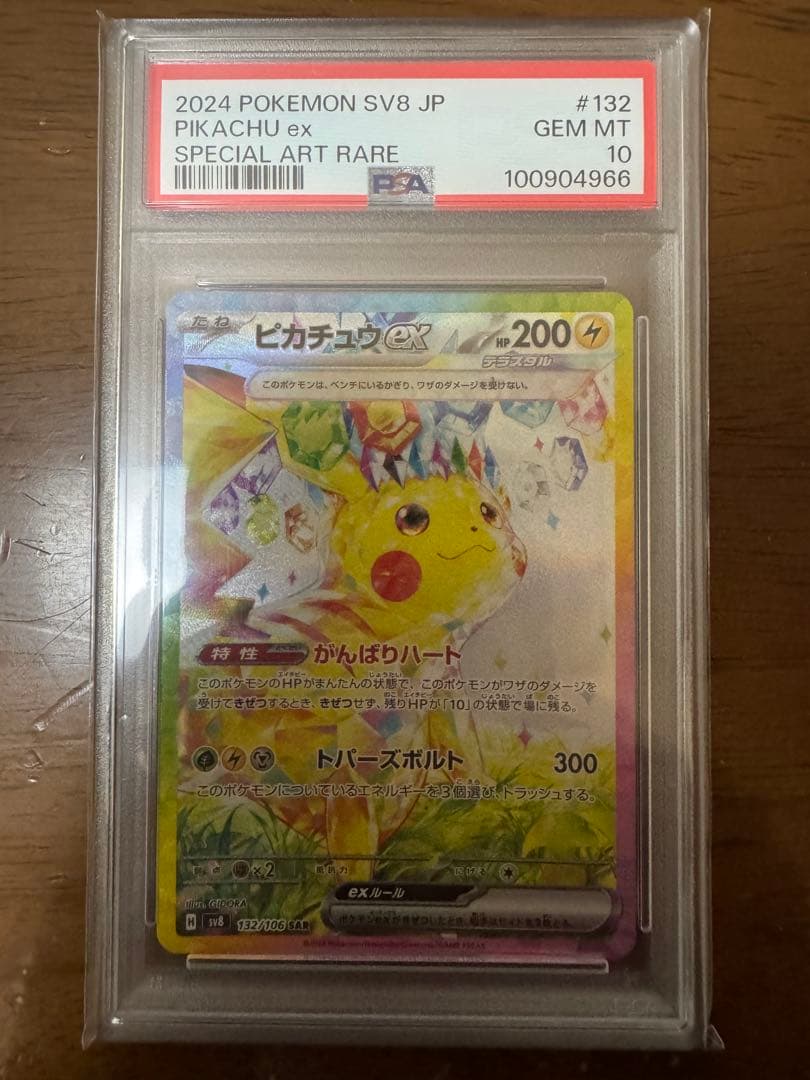 2024 POKEMON SV8 JP #132
PIKACHU ex GEM MT
SPECIAL ART RARE 10
PSA 100904966
たね ピカチュウex HP200
テラスタル
このポケモンは、ベンチにいるかぎり、ワザのダメージを受けない。
特性 がんばりハート
このポケモンのHPがまんたんの状態で、このポケモンがワザのダメージを
受けてきぜつするとき、きぜつせず、残りHPが「10」の状態で場に残る。
トパーズボルト 300
このポケモンについているエネルギーを3個選び、トラッシュする。
弱点 ×2 抵抗力 にげる
exルール
illus. GIDORA
H SV8 132/106 SAR